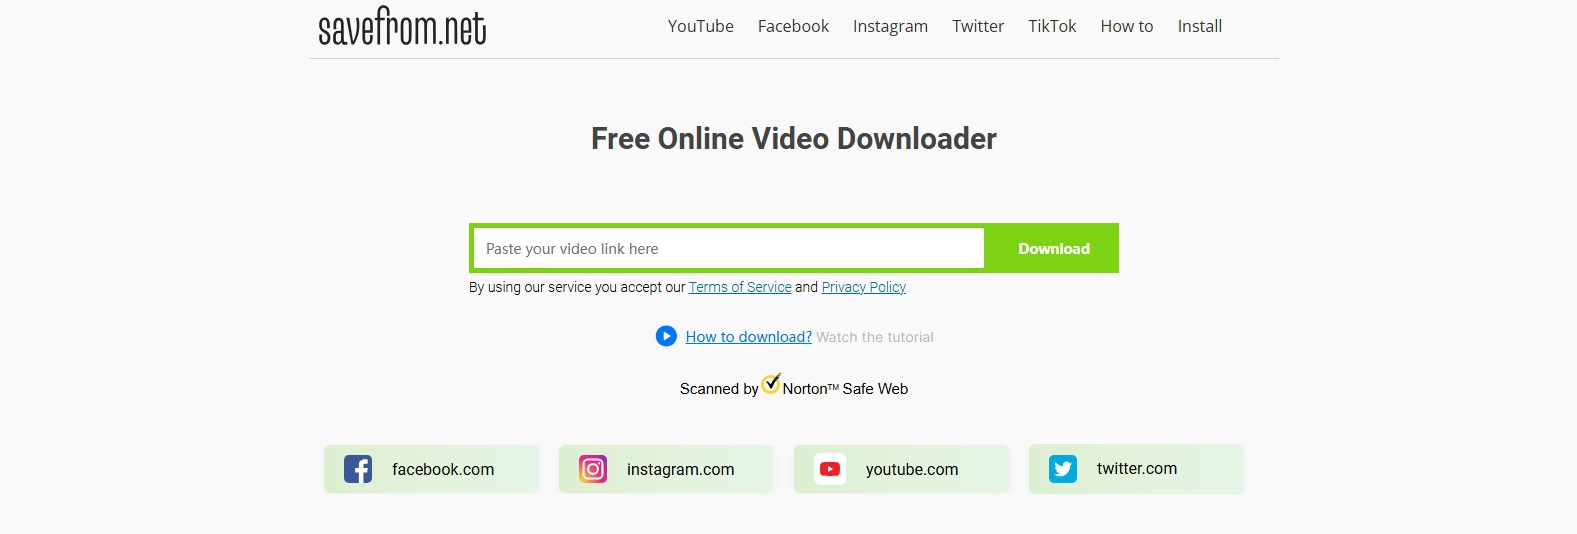 savefrom.net YouTube Facebook Instagram Twitter TikTok How to Install
Free Online Video Downloader
Paste your video link here Download
By using our service you accept our Terms of Service and Privacy Policy
How to download? Watch the tutorial
Scanned by Norton™ Safe Web
facebook.com instagram.com youtube.com twitter.com